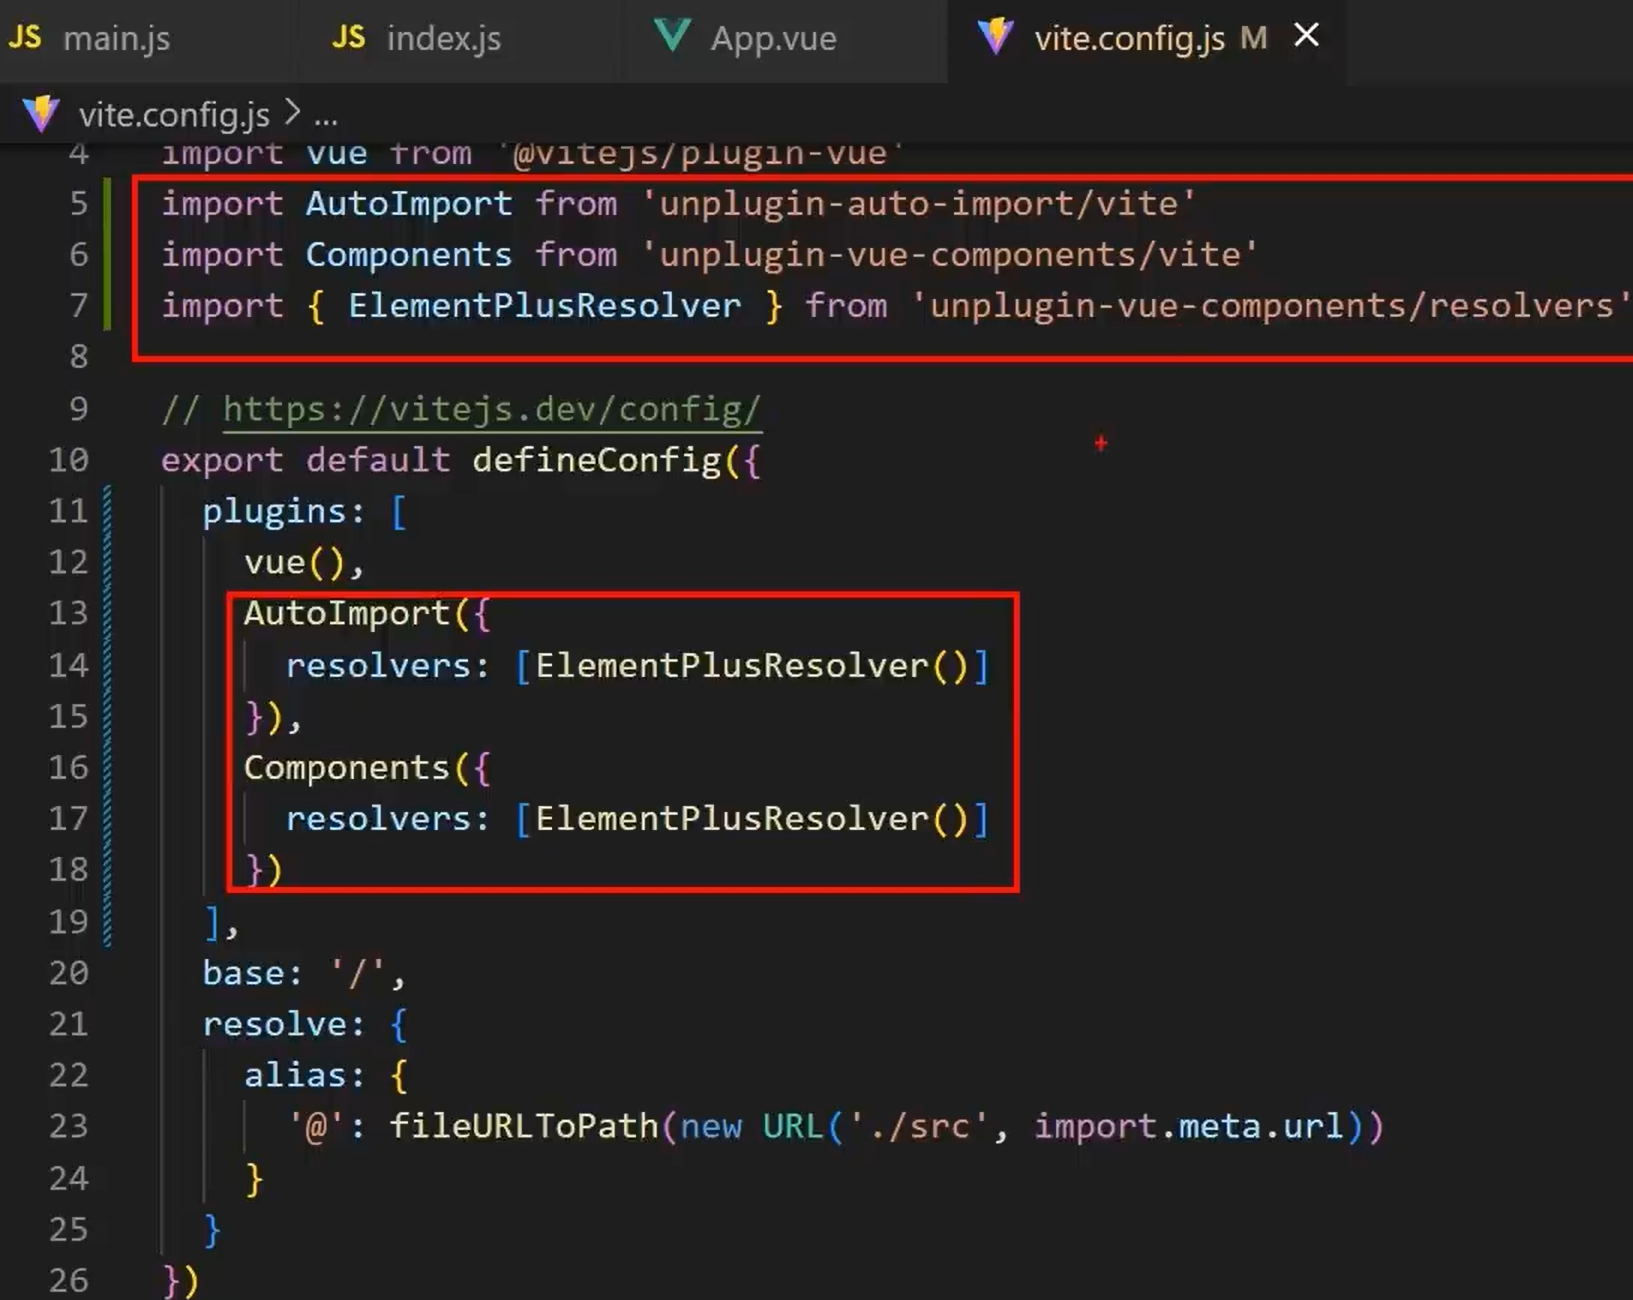 JS main.js JS index.js App.vue vite.config.js M ×
vite.config.js > ...
4 import vue from '@vitejs/plugin-vue'
5 import AutoImport from 'unplugin-auto-import/vite'
6 import Components from 'unplugin-vue-components/vite'
7 import { ElementPlusResolver } from 'unplugin-vue-components/resolvers'
8
9 // https://vitejs.dev/config/
10 export default defineConfig({
11 plugins: [
12 vue(),
13 AutoImport({
14 resolvers: [ElementPlusResolver()]
15 }),
16 Components({
17 resolvers: [ElementPlusResolver()]
18 })
19 ],
20 base: '/',
21 resolve: {
22 alias: {
23 '@': fileURLToPath(new URL('./src', import.meta.url))
24 }
25 }
26 })